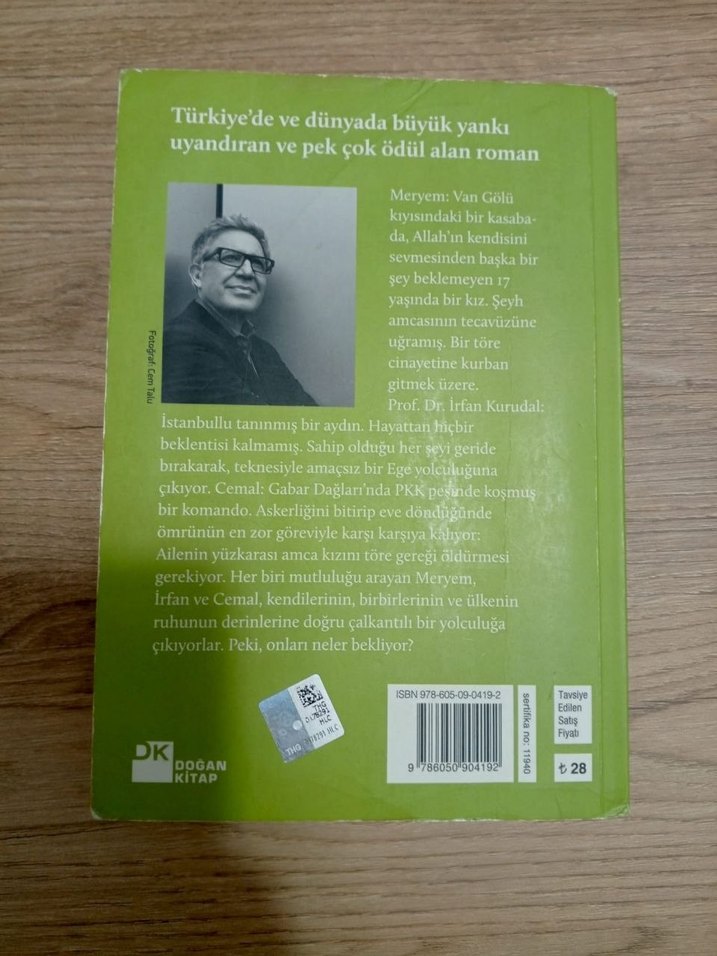 Türkiye’de ve dünyada büyük yankı
uyandıran ve pek çok ödül alan roman
Meryem: Van Gölü
kıyısındaki bir kasaba-
da, Allah’ın kendisini
sevmesinden başka bir
şey beklemeyen 17
yaşında bir kız. Şeyh
amcasının tecavüzüne
uğramış. Bir töre
cinayetine kurban
gitmek üzere.
Prof. Dr. İrfan Kurudal:
İstanbullu tanınmış bir aydın. Hayattan hiçbir
beklentisi kalmamış. Sahip olduğu her şeyi geride
bırakarak, teknesiyle amaçsız bir Ege yolculuğuna
çıkıyor. Cemal: Gabar Dağları’nda PKK peşinde koşmuş
bir komando. Askerliğini bitirip eve döndüğünde
ömrünün en zor göreviyle karşı karşıya kalıyor:
Ailenin yüzkarası amca kızını töre gereği öldürmesi
gerekiyor. Her biri mutluluğu arayan Meryem,
İrfan ve Cemal, kendilerinin, birbirlerinin ve ülkenin
ruhunun derinlerine doğru çalkantılı bir yolculuğa
çıkıyorlar. Peki, onları neler bekliyor?
Fotoğraf: Cem Talu
DK
DOĞAN
KİTAP
THG
MLC
THG
ISBN 978-605-09-0419-2
9 786050 904192
sertifika no: 11940
Tavsiye
Edilen
Satış
Fiyatı
₺ 28